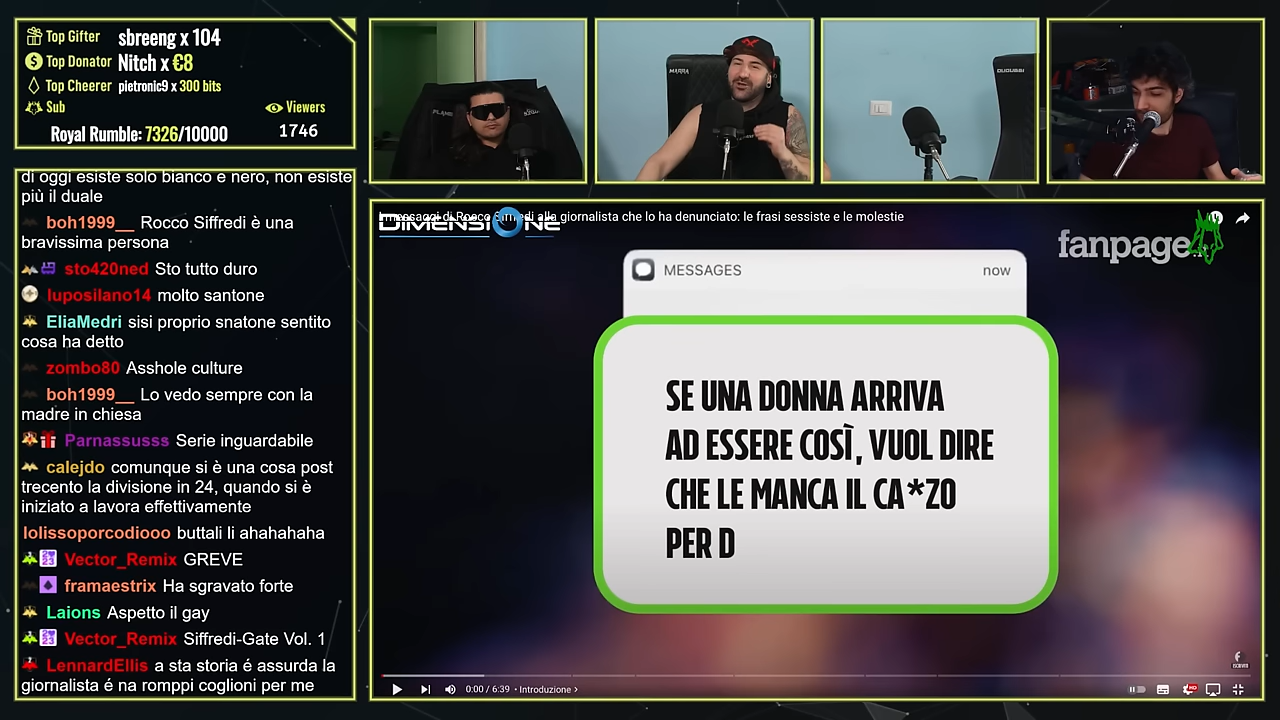 Top Gifter sbreeng x 104
Top Donator Nitch x €8
Top Cheerer pietronic9 x 300 bits
Sub Viewers
Royal Rumble: 7326/10000 1746
di oggi esiste solo bianco e nero, non esiste
più il duale
boh1999__ Rocco Siffredi è una
bravissima persona
sto420ned Sto tutto duro
luposilano14 molto santone
EliaMedri sisi proprio snatone sentito
cosa ha detto
zombo80 Asshole culture
boh1999__ Lo vedo sempre con la
madre in chiesa
Parnassusss Serie inguardabile
calejdo comunque si è una cosa post
trecento la divisione in 24, quando si è
iniziato a lavora effettivamente
lolissoporcodiooo buttali li ahahahaha
Vector_Remix GREVE
framaestrix Ha sgravato forte
Laions Aspetto il gay
Vector_Remix Siffredi-Gate Vol. 1
LennardEllis a sta storia é assurda la
giornalista é na rompi coglioni per me
MARRA
I messaggi di Rocco Siffredi alla giornalista che lo ha denunciato: le frasi sessiste e le molestie
DIMENSIONE
fanpage
MESSAGES now
SE UNA DONNA ARRIVA
AD ESSERE COSÌ, VUOL DIRE
CHE LE MANCA IL CA*ZO
PER D
0:00 / 6:39 • Introduzione
ISCRIVITI